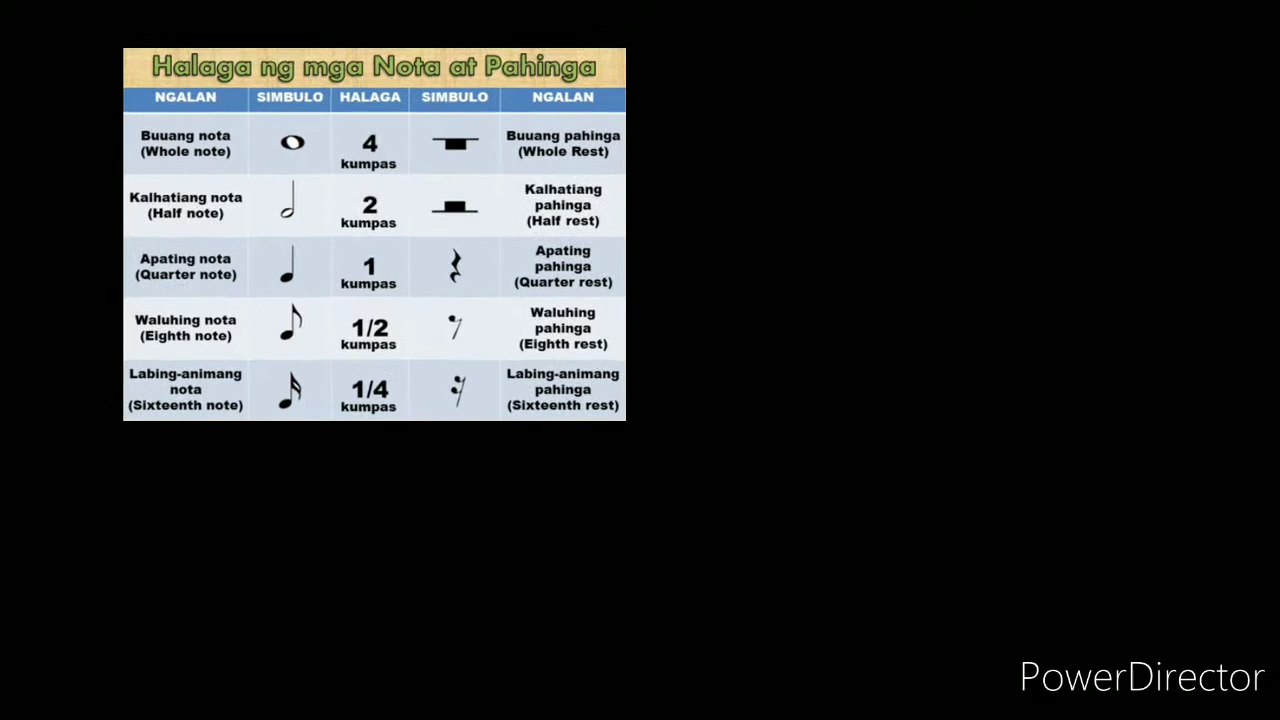 Halaga ng mga Nota at Pahinga
NGALAN SIMBULO HALAGA SIMBULO NGALAN
Buuang nota
(Whole note)
4
kumpas
Buuang pahinga
(Whole Rest)
Kalhatiang nota
(Half note)
2
kumpas
Kalhatiang
pahinga
(Half rest)
Apating nota
(Quarter note)
1
kumpas
Apating
pahinga
(Quarter rest)
Waluhing nota
(Eighth note)
1/2
kumpas
Waluhing
pahinga
(Eighth rest)
Labing-animang
nota
(Sixteenth note)
1/4
kumpas
Labing-animang
pahinga
(Sixteenth rest)
PowerDirector